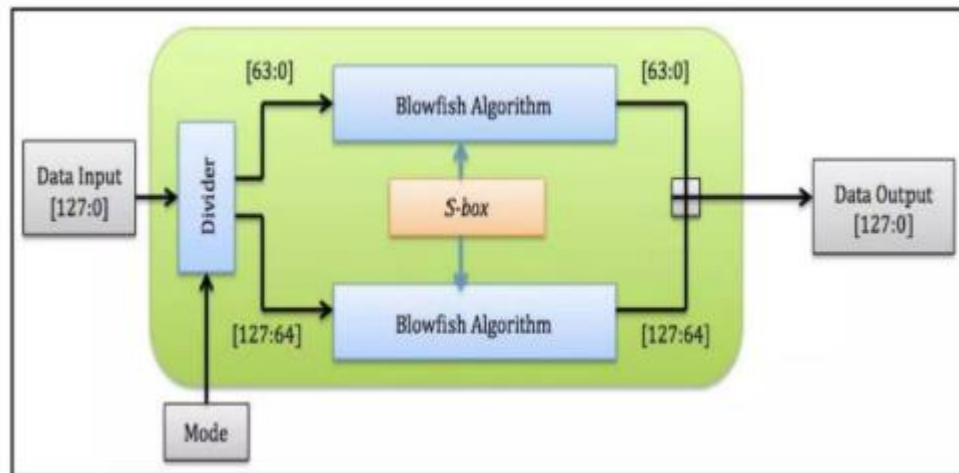 [63:0]
[63:0]
Blowfish Algorithm
Data Input
[127:0]
Divider
S-box
Data Output
[127:0]
Blowfish Algorithm
[127:64]
[127:64]
Mode